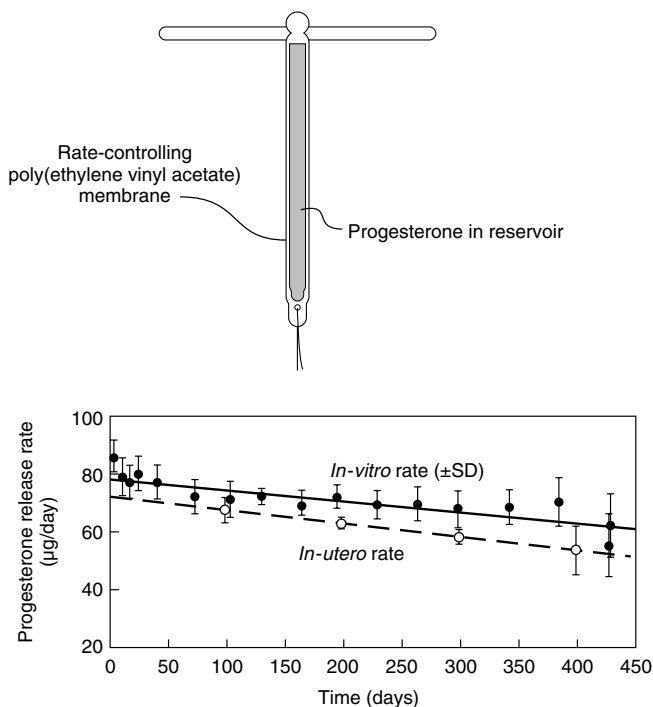 Rate-controlling
poly(ethylene vinyl acetate)
membrane
Progesterone in reservoir
Progesterone release rate
(µg/day)
100
80
60
40
20
In-vitro rate (±SD)
In-utero rate
0
50
100
150
200
250
300
350
400
450
Time (days)